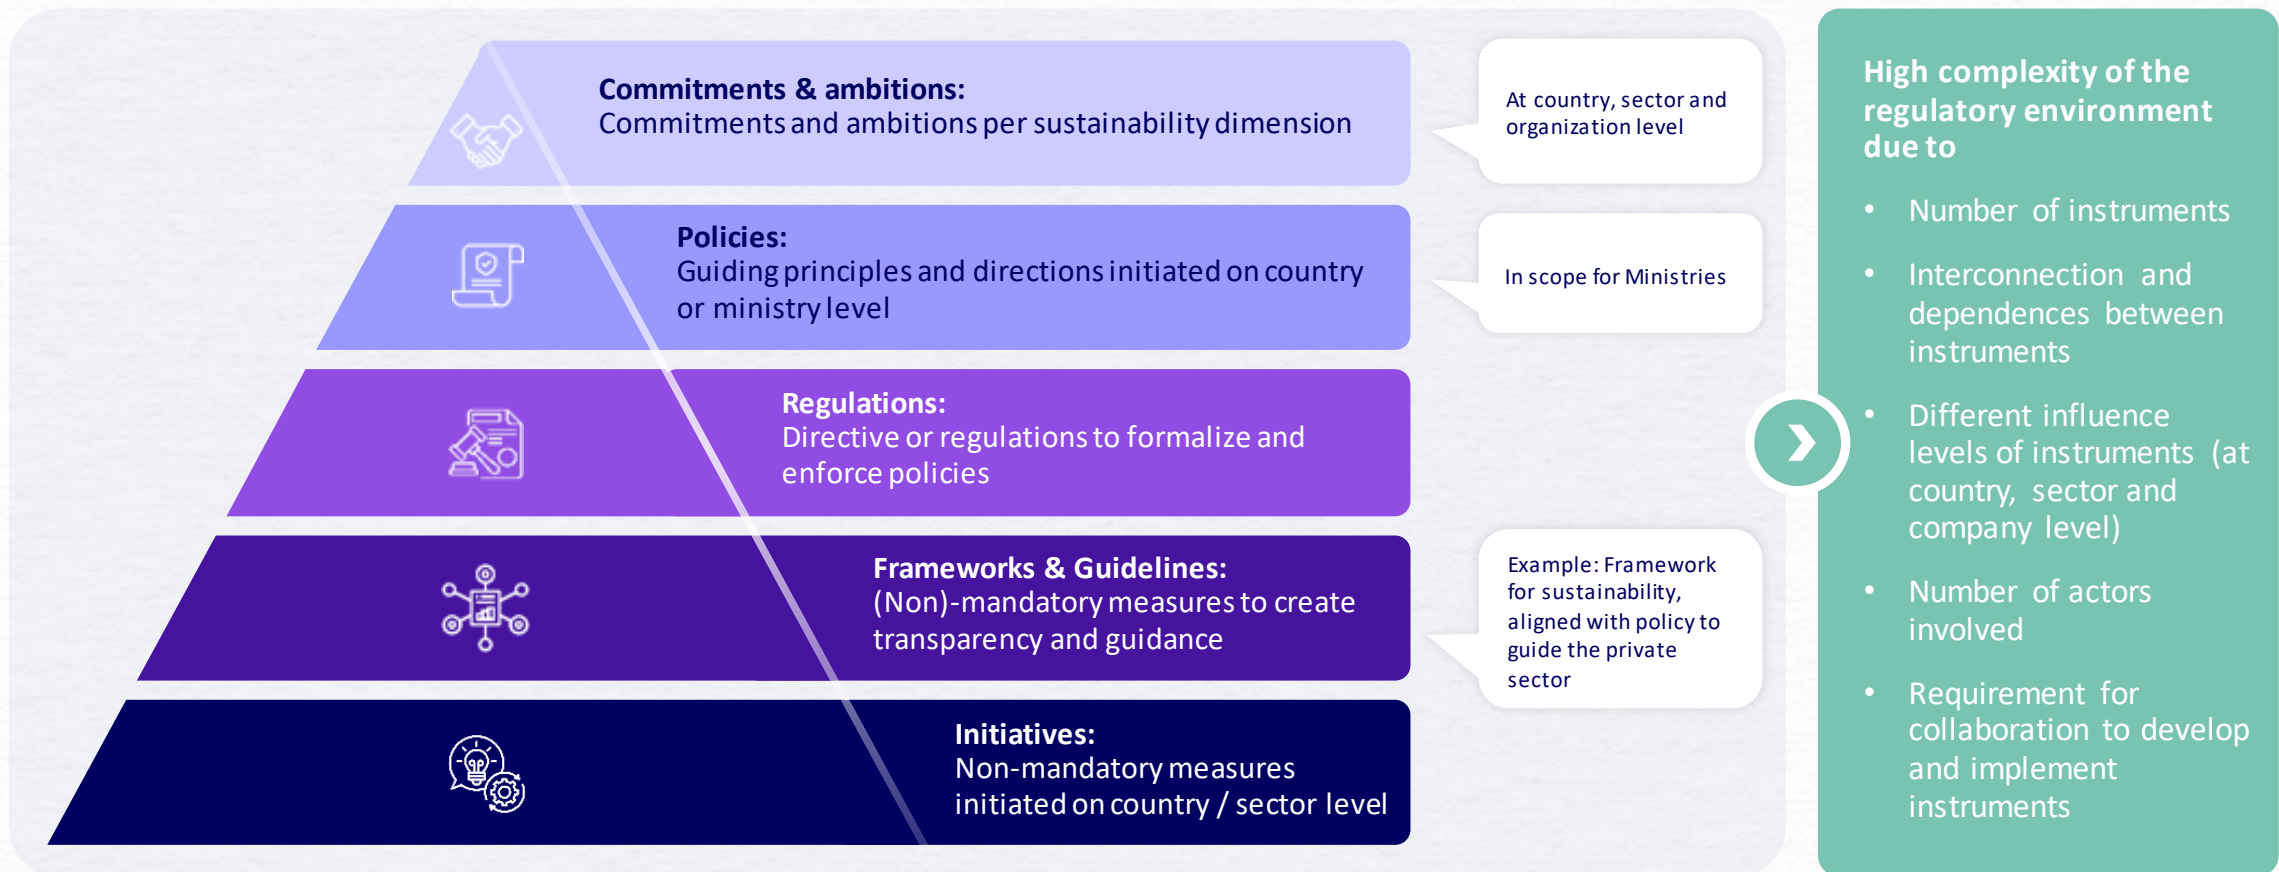 Commitments & ambitions:
Commitments and ambitions per sustainability dimension
At country, sector and
organization level
Policies:
Guiding principles and directions initiated on country
or ministry level
In scope for Ministries
Regulations:
Directive or regulations to formalize and
enforce policies
Frameworks & Guidelines:
(Non)-mandatory measures to create
transparency and guidance
Example: Framework
for sustainability,
aligned with policy to
guide the private
sector
Initiatives:
Non-mandatory measures
initiated on country / sector level
High complexity of the
regulatory environment
due to
• Number of instruments
• Interconnection and
dependences between
instruments
• Different influence
levels of instruments (at
country, sector and
company level)
• Number of actors
involved
• Requirement for
collaboration to develop
and implement
instruments